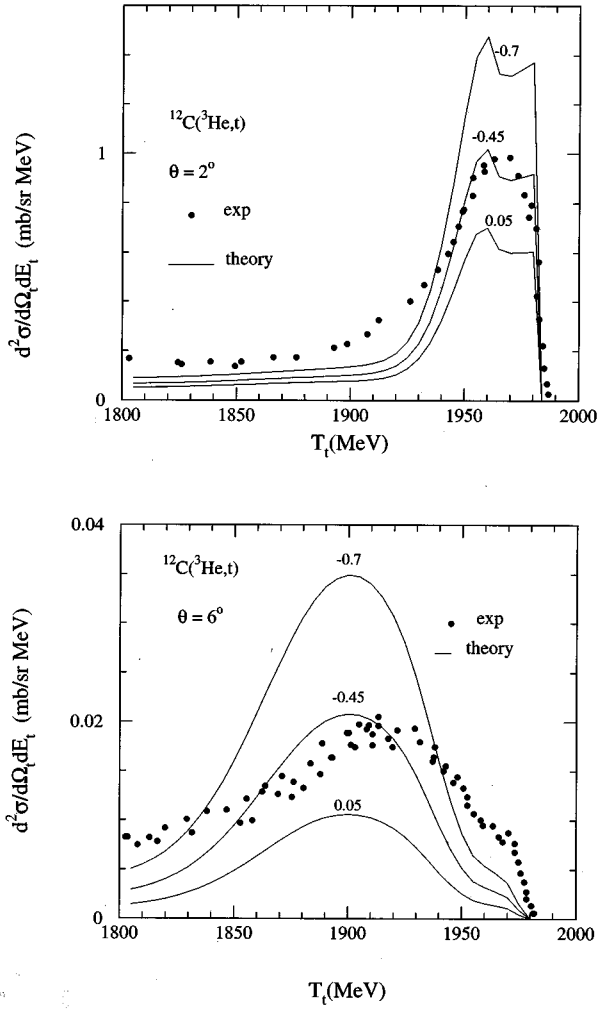 -0.7
¹²C(³He,t)
-0.45
1
θ = 2°
exp
0.05
theory
d²σ/dΩₜdEₜ (mb/sr MeV)
0
1800 1850 1900 1950 2000
Tₜ(MeV)
0.04
¹²C(³He,t)
-0.7
θ = 6°
exp
theory
-0.45
0.02
0.05
d²σ/dΩₜdEₜ (mb/sr MeV)
0
1800 1850 1900 1950 2000
Tₜ(MeV)